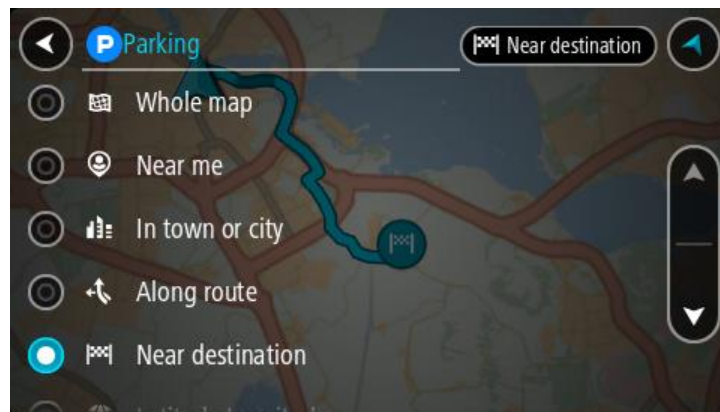 P Parking
Near destination
Whole map
Near me
In town or city
Along route
Near destination